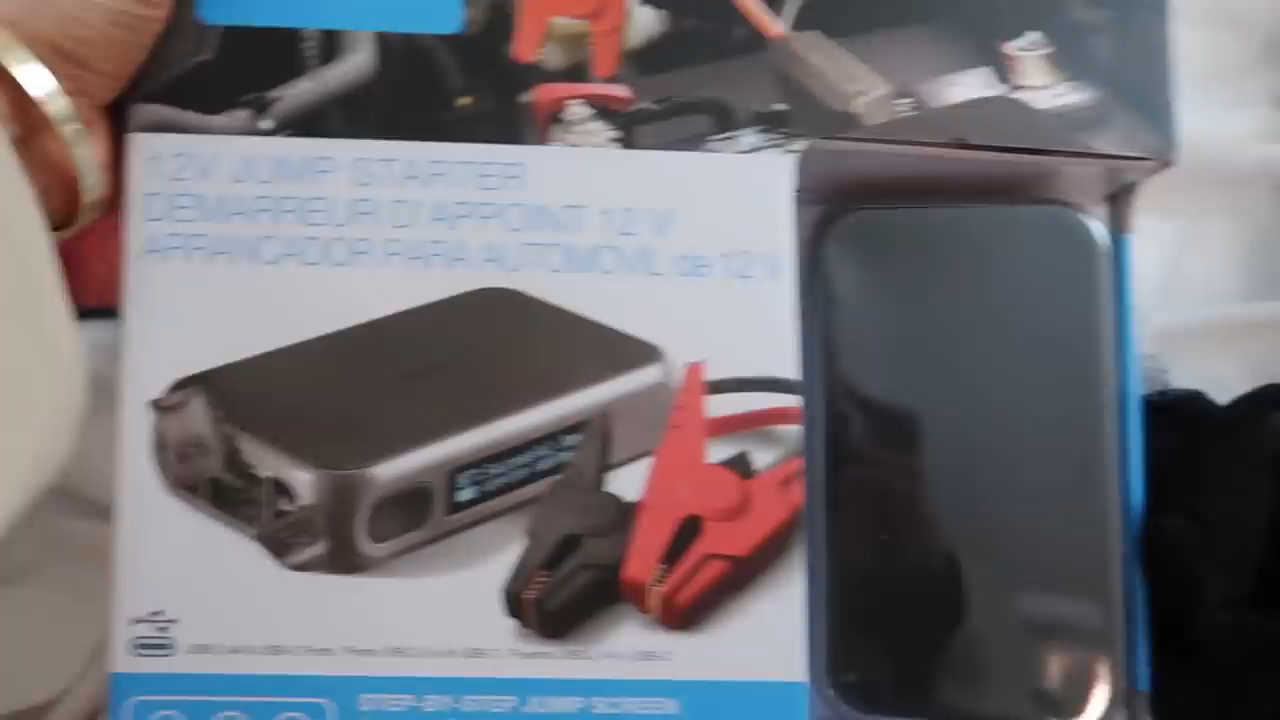 12V JUMP STARTER
DÉMARREUR D'APPOINT 12 V
ARRANCADOR PARA AUTOMÓVIL de 12 V
STEP-BY-STEP JUMP SCREEN